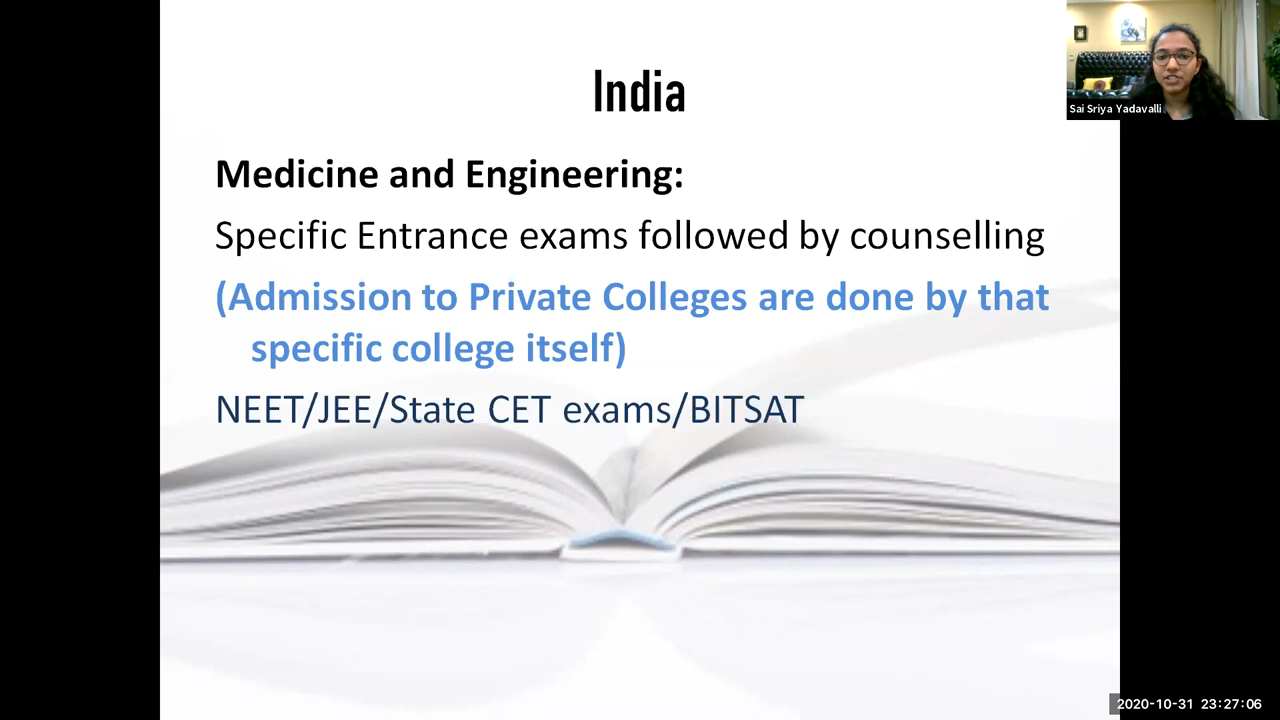 India
Sai Sriya Yadavalli
Medicine and Engineering:
Specific Entrance exams followed by counselling
(Admission to Private Colleges are done by that
specific college itself)
NEET/JEE/State CET exams/BITSAT
2020-10-31 23:27:06